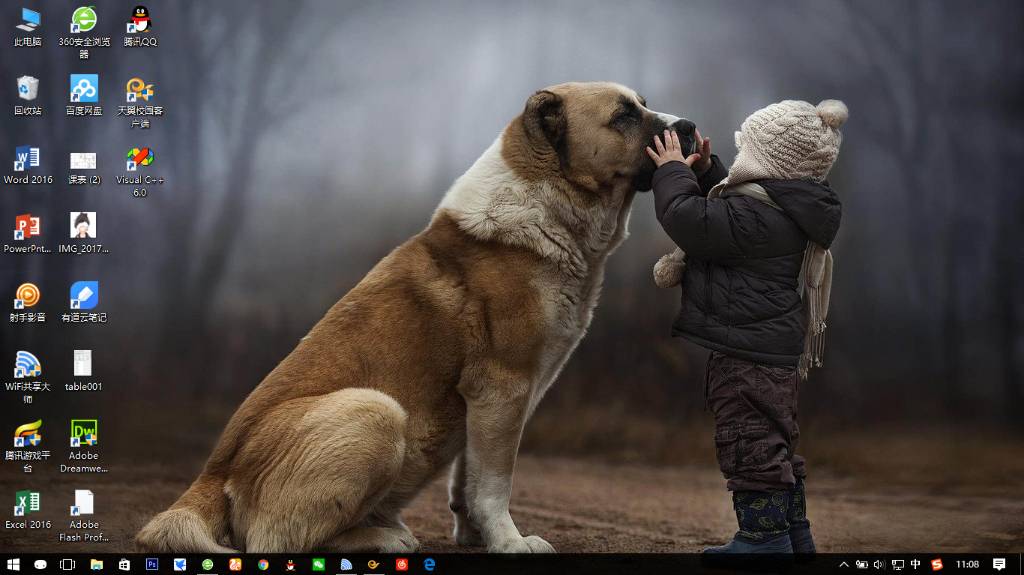 此电脑
360安全浏览
器
腾讯QQ
回收站
百度网盘
天翼校园客
户端
Word 2016
课表 (2)
Visual C++
6.0
PowerPnt...
IMG_2017...
射手影音
有道云笔记
WiFi共享大
师
table001
腾讯游戏平
台
Dw
Adobe
Dreamwe...
Excel 2016
Adobe
Flash Prof...
Ps
中
11:08